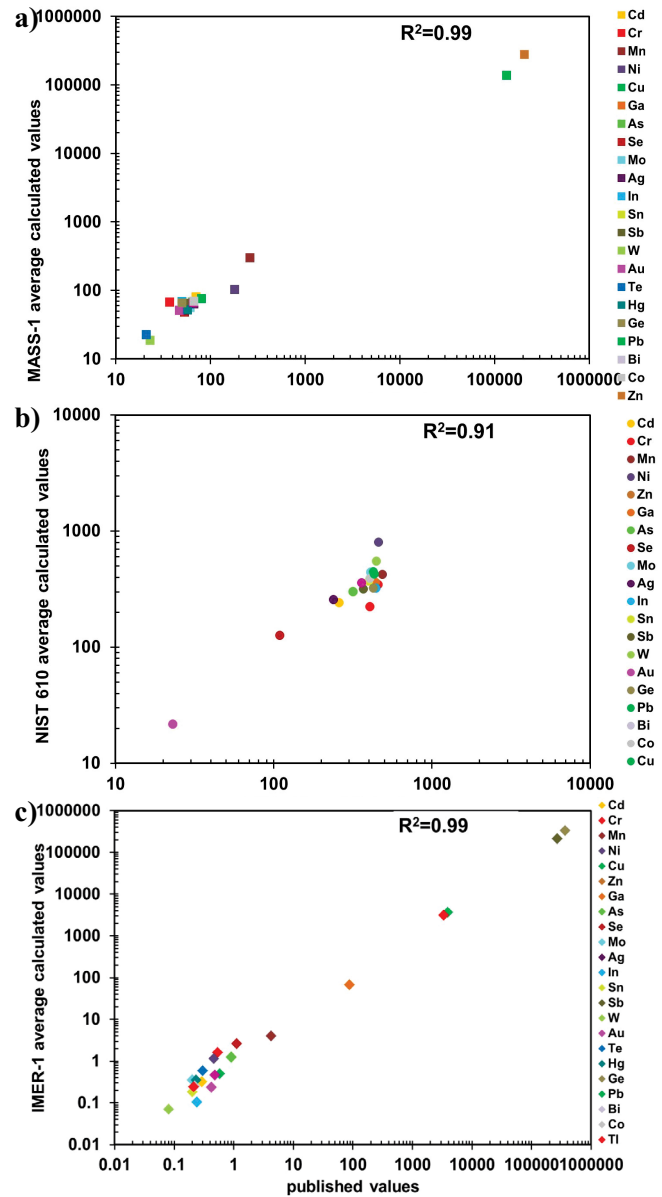 a)
R²=0.99
1000000
100000
10000
1000
100
10
MASS-1 average calculated values
10 100 1000 10000 100000 1000000
Cd
Cr
Mn
Ni
Cu
Ga
As
Se
Mo
Ag
In
Sn
Sb
W
Au
Te
Hg
Ge
Pb
Bi
Co
Zn
b)
R²=0.91
10000
1000
100
10
NIST 610 average calculated values
10 100 1000 10000
Cd
Cr
Mn
Ni
Zn
Ga
As
Se
Mo
Ag
In
Sn
Sb
W
Au
Ge
Pb
Bi
Co
Cu
c)
R²=0.99
1000000
100000
10000
1000
100
10
1
0.1
0.01
IMER-1 average calculated values
0.01 0.1 1 10 100 1000 10000 1000001000000
published values
Cd
Cr
Mn
Ni
Cu
Zn
Ga
As
Se
Mo
Ag
In
Sn
Sb
W
Au
Te
Hg
Ge
Pb
Bi
Co
Tl